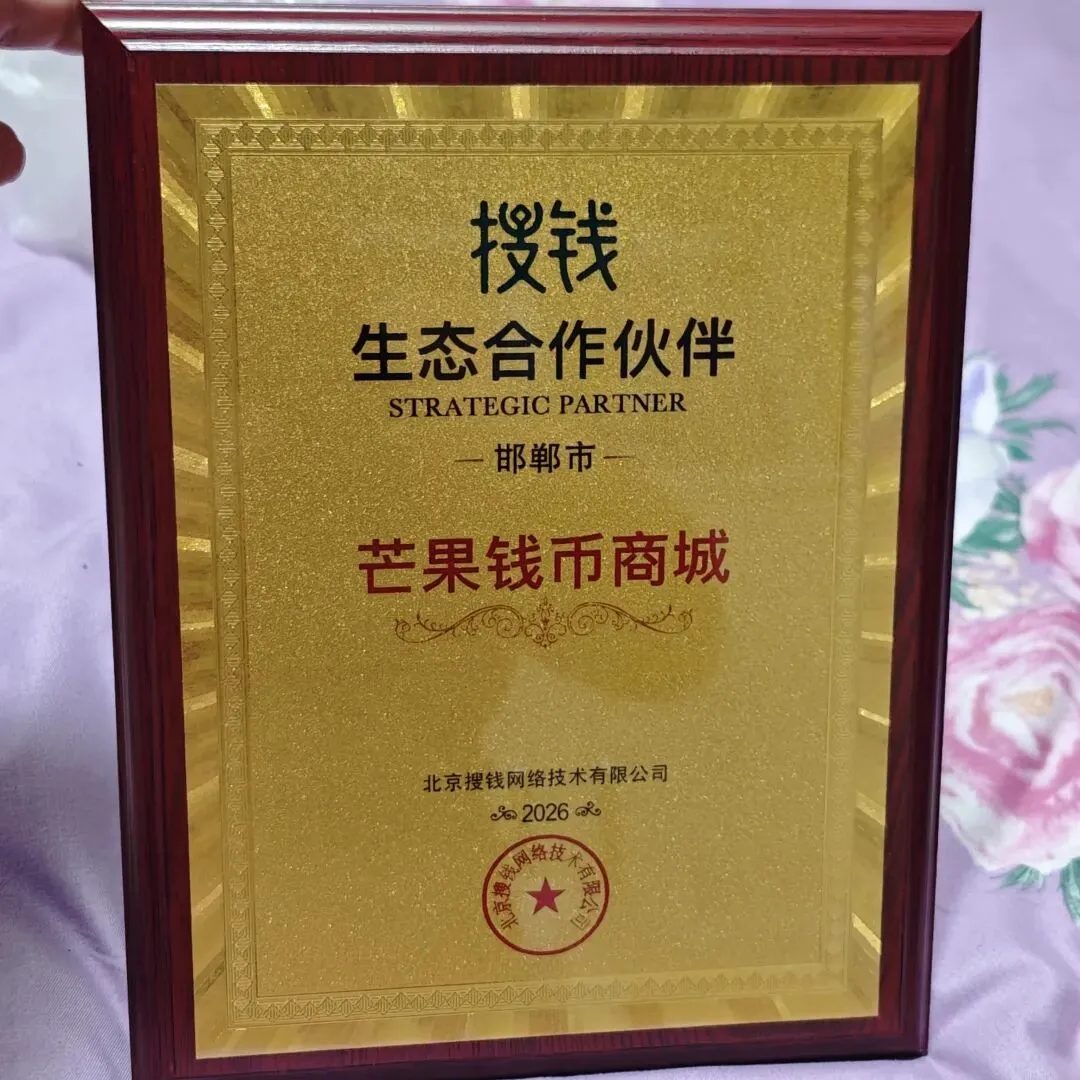 搜钱
生态合作伙伴
STRATEGIC PARTNER
邯郸市
芒果钱币商城
北京搜钱网络技术有限公司
2026
北京搜钱网络技术有限公司